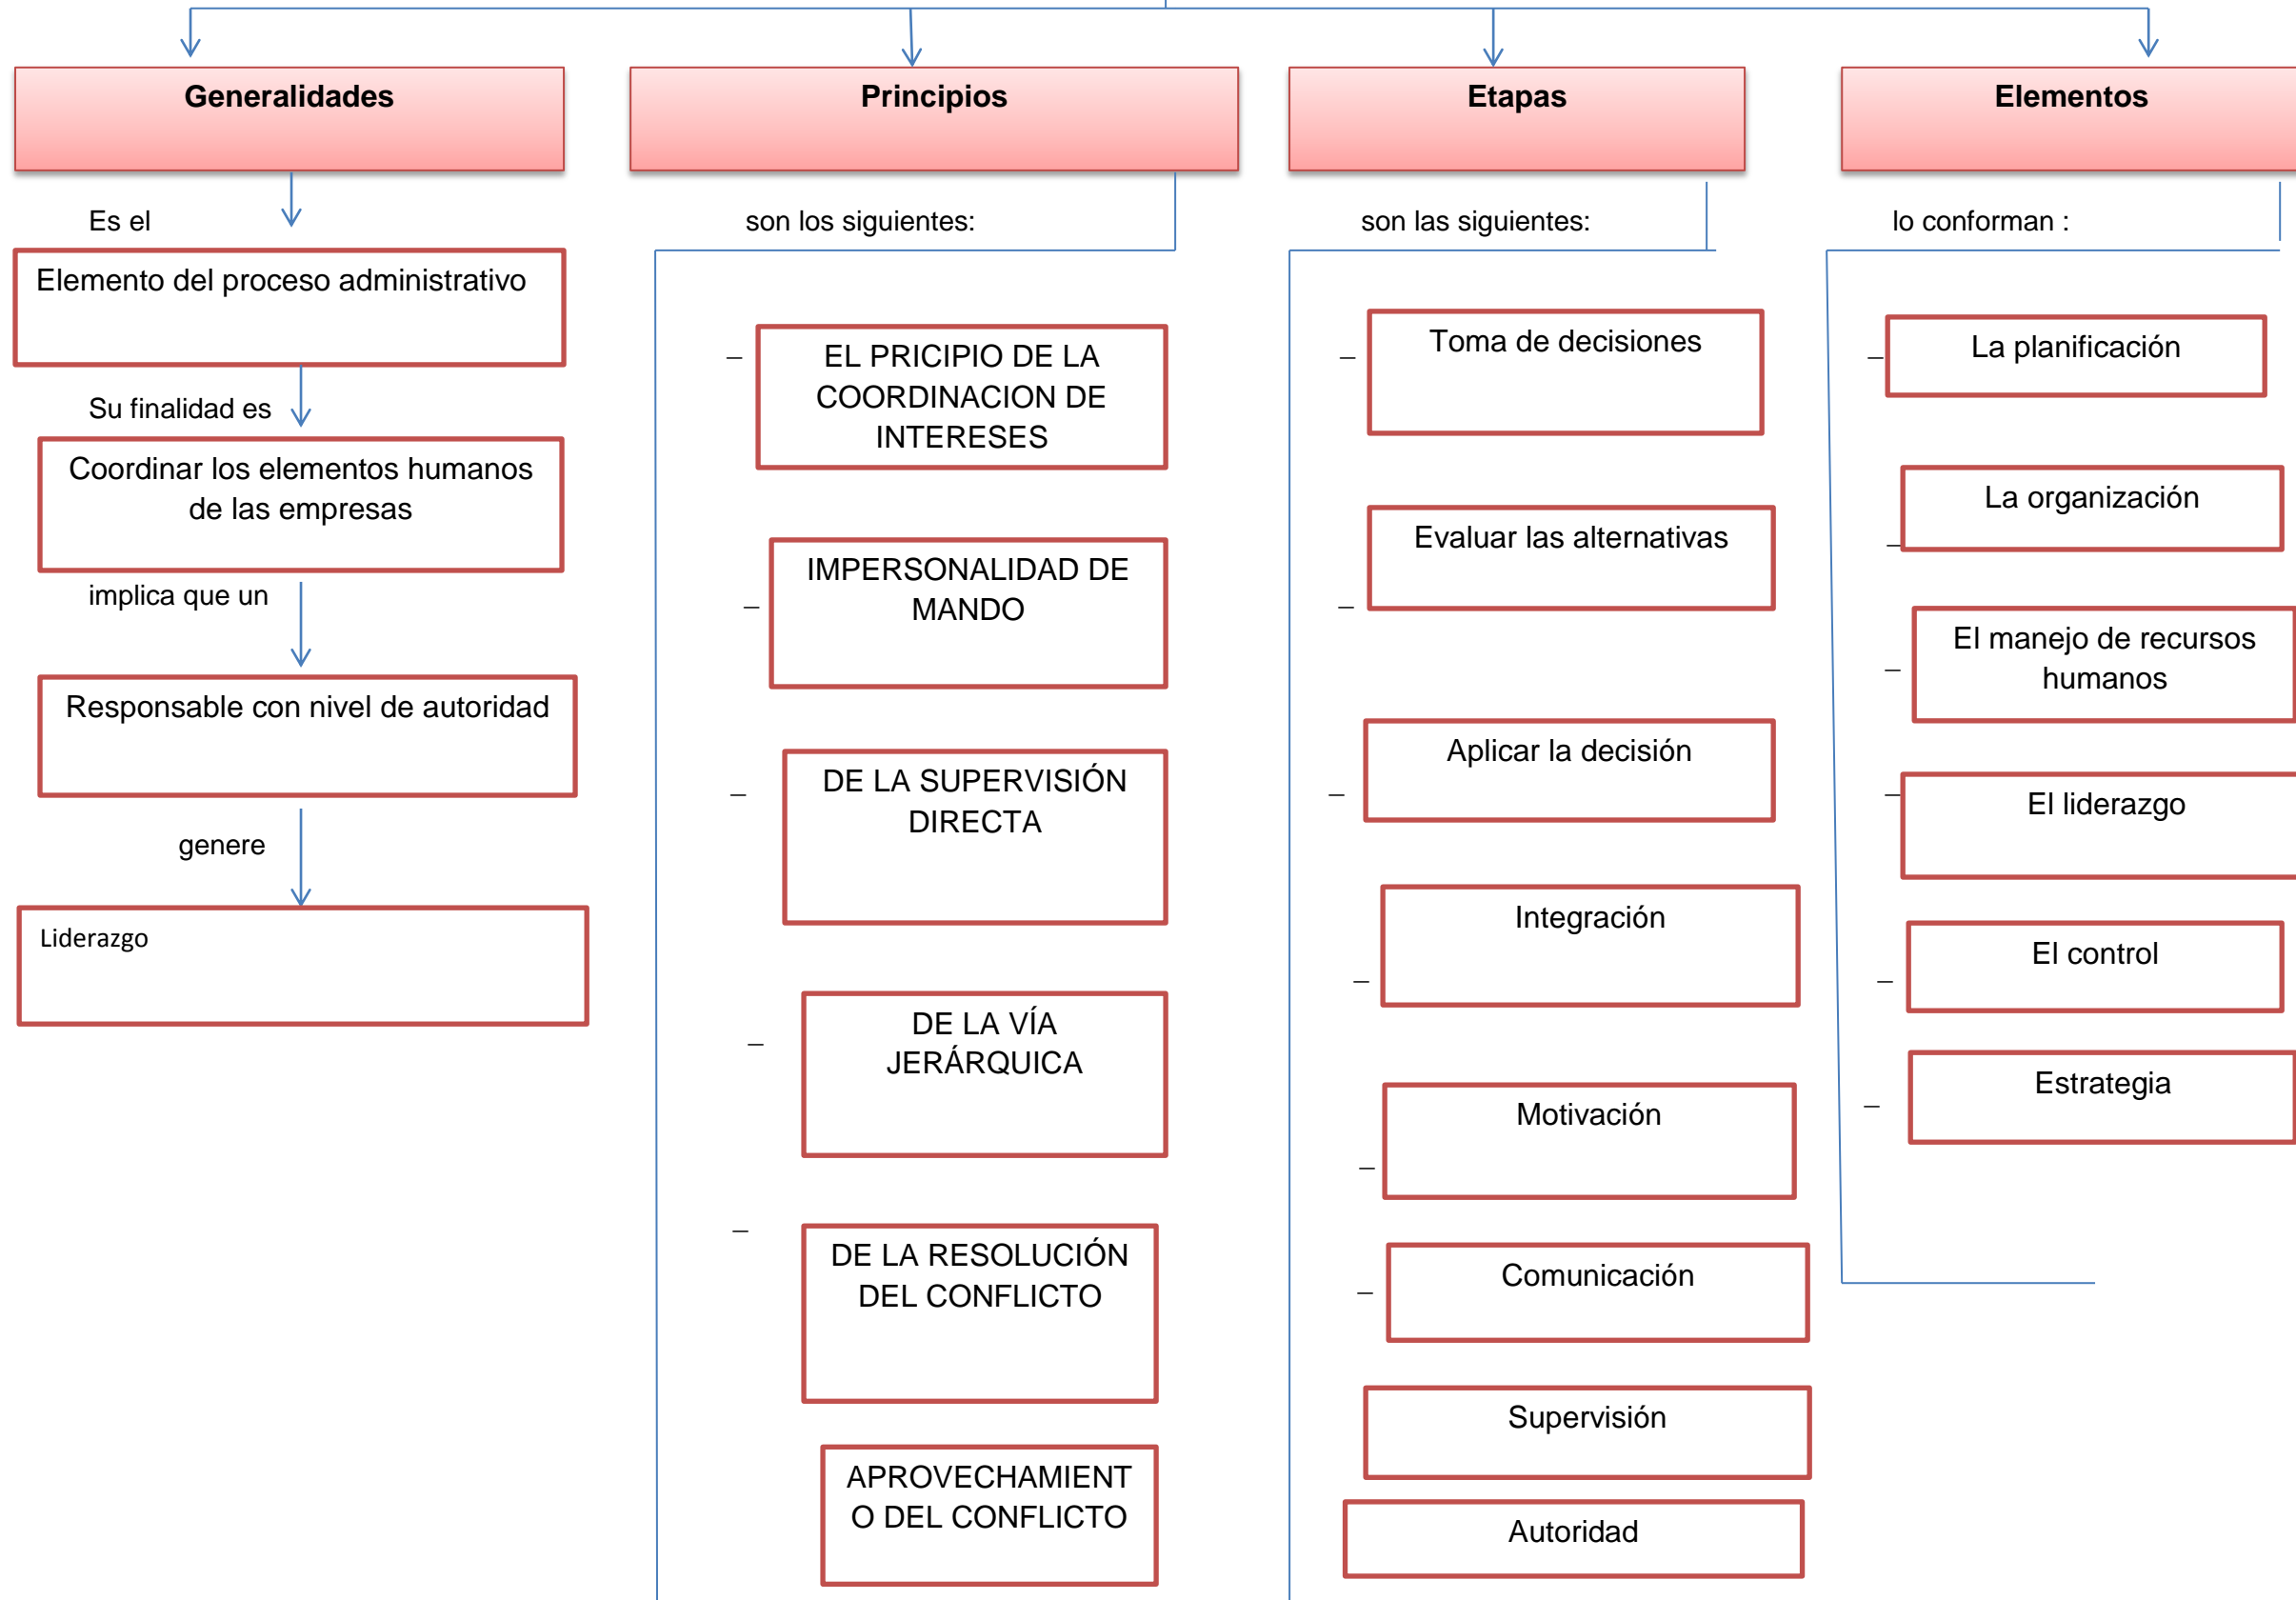 Generalidades
Es el
Elemento del proceso administrativo
Su finalidad es
Coordinar los elementos humanos
de las empresas
implica que un
Responsable con nivel de autoridad
genere
Liderazgo
Principios
son los siguientes:
– EL PRICIPIO DE LA
COORDINACION DE
INTERESES
– IMPERSONALIDAD DE
MANDO
– DE LA SUPERVISIÓN
DIRECTA
– DE LA VÍA
JERÁRQUICA
– DE LA RESOLUCIÓN
DEL CONFLICTO
APROVECHAMIENT
O DEL CONFLICTO
Etapas
son las siguientes:
– Toma de decisiones
– Evaluar las alternativas
– Aplicar la decisión
– Integración
– Motivación
– Comunicación
Supervisión
Autoridad
Elementos
lo conforman :
– La planificación
– La organización
– El manejo de recursos
humanos
– El liderazgo
– El control
– Estrategia